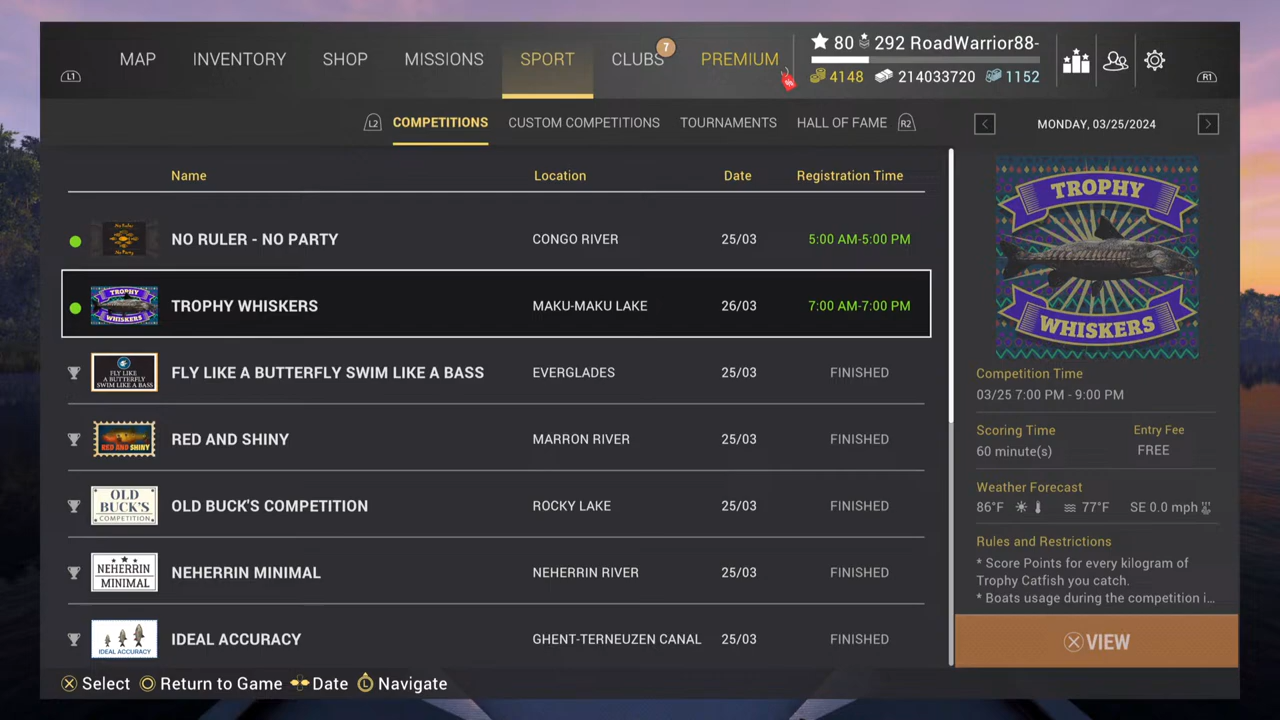 MAP INVENTORY SHOP MISSIONS SPORT CLUBS 7 PREMIUM
80 292 RoadWarrior88-
4148 214033720 1152
L1 R1
L2 COMPETITIONS CUSTOM COMPETITIONS TOURNAMENTS HALL OF FAME R2
MONDAY, 03/25/2024
Name Location Date Registration Time
No Ruler
No Party
NO RULER - NO PARTY CONGO RIVER 25/03 5:00 AM-5:00 PM
TROPHY
WHISKERS
TROPHY WHISKERS MAKU-MAKU LAKE 26/03 7:00 AM-7:00 PM
FLY LIKE
A BUTTERFLY
SWIM LIKE A BASS
FLY LIKE A BUTTERFLY SWIM LIKE A BASS EVERGLADES 25/03 FINISHED
RED AND SHINY
RED AND SHINY MARRON RIVER 25/03 FINISHED
OLD
BUCK'S
COMPETITION
OLD BUCK'S COMPETITION ROCKY LAKE 25/03 FINISHED
NEHERRIN
MINIMAL
NEHERRIN MINIMAL NEHERRIN RIVER 25/03 FINISHED
IDEAL ACCURACY
IDEAL ACCURACY GHENT-TERNEUZEN CANAL 25/03 FINISHED
TROPHY
WHISKERS
Competition Time
03/25 7:00 PM - 9:00 PM
Scoring Time Entry Fee
60 minute(s) FREE
Weather Forecast
86°F 77°F SE 0.0 mph
Rules and Restrictions
* Score Points for every kilogram of
Trophy Catfish you catch.
* Boats usage during the competition i...
VIEW
Select Return to Game Date L Navigate